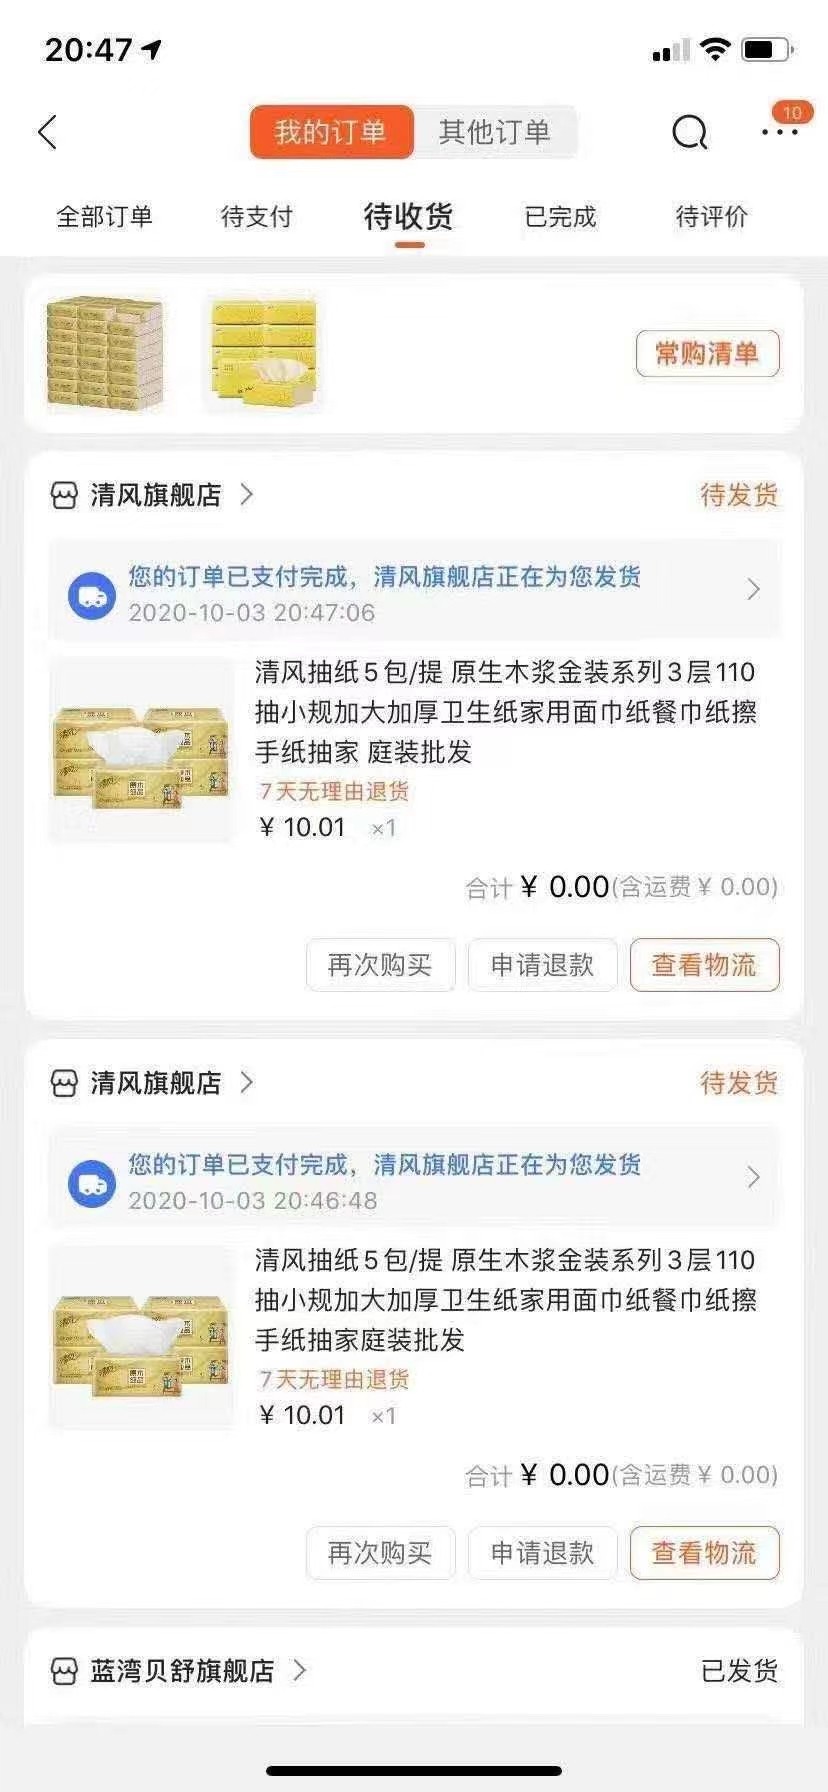 20:47
10
我的订单 其他订单
全部订单 待支付 待收货 已完成 待评价
常购清单
清风旗舰店 待发货
您的订单已支付完成，清风旗舰店正在为您发货
2020-10-03 20:47:06
清风抽纸5包/提 原生木浆金装系列3层110
抽小规加大加厚卫生纸家用面巾纸餐巾纸擦
手纸抽家 庭装批发
7天无理由退货
¥ 10.01 ×1
合计 ¥ 0.00(含运费 ¥ 0.00)
再次购买 申请退款 查看物流
清风旗舰店 待发货
您的订单已支付完成，清风旗舰店正在为您发货
2020-10-03 20:46:48
清风抽纸5包/提 原生木浆金装系列3层110
抽小规加大加厚卫生纸家用面巾纸餐巾纸擦
手纸抽家庭装批发
7天无理由退货
¥ 10.01 ×1
合计 ¥ 0.00(含运费 ¥ 0.00)
再次购买 申请退款 查看物流
蓝湾贝舒旗舰店 已发货